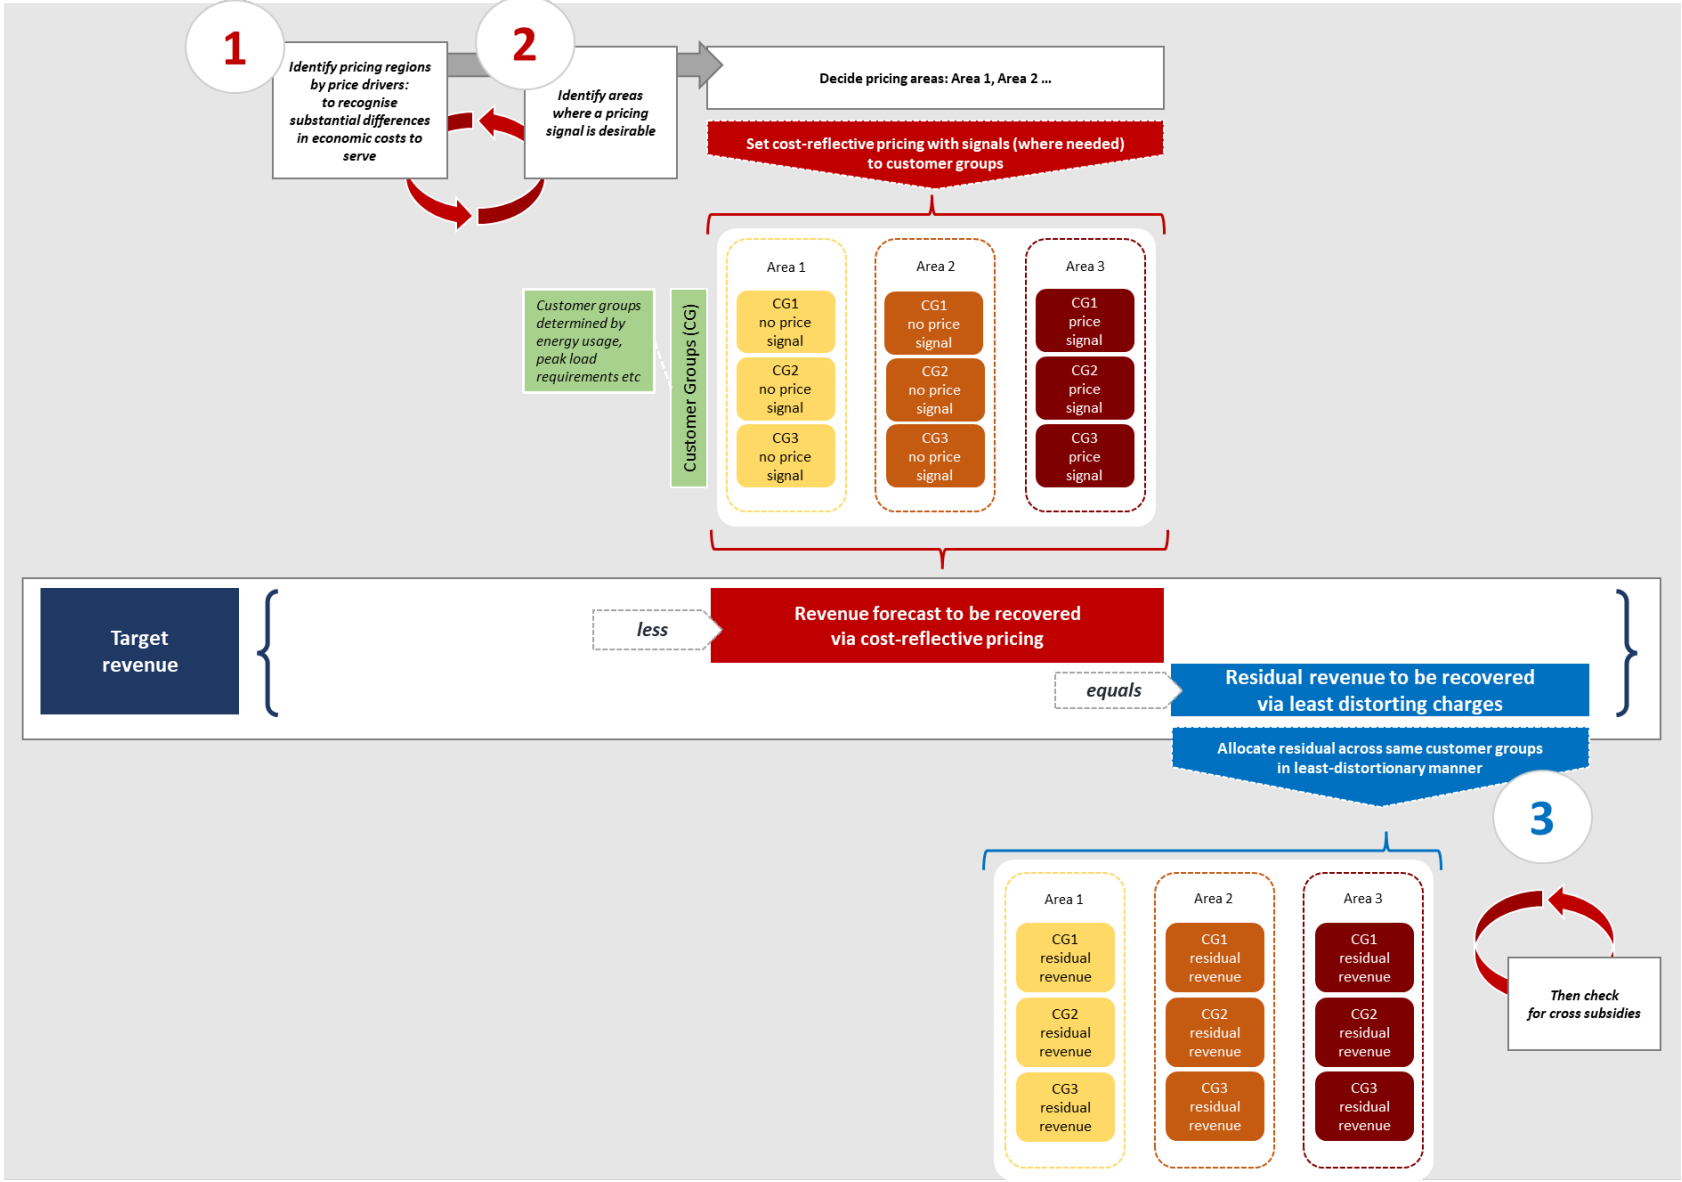 1
Identify pricing regions
by price drivers:
to recognise
substantial differences
in economic costs to
serve
2
Identify areas
where a pricing
signal is desirable
Decide pricing areas: Area 1, Area 2 ...
Set cost-reflective pricing with signals (where needed)
to customer groups
Customer groups
determined by
energy usage,
peak load
requirements etc
Customer Groups (CG)
Area 1
CG1
no price
signal
CG2
no price
signal
CG3
no price
signal
Area 2
CG1
no price
signal
CG2
no price
signal
CG3
no price
signal
Area 3
CG1
price
signal
CG2
price
signal
CG3
price
signal
Target
revenue
less
Revenue forecast to be recovered
via cost-reflective pricing
equals
Residual revenue to be recovered
via least distorting charges
Allocate residual across same customer groups
in least-distortionary manner
3
Area 1
CG1
residual
revenue
CG2
residual
revenue
CG3
residual
revenue
Area 2
CG1
residual
revenue
CG2
residual
revenue
CG3
residual
revenue
Area 3
CG1
residual
revenue
CG2
residual
revenue
CG3
residual
revenue
Then check
for cross subsidies